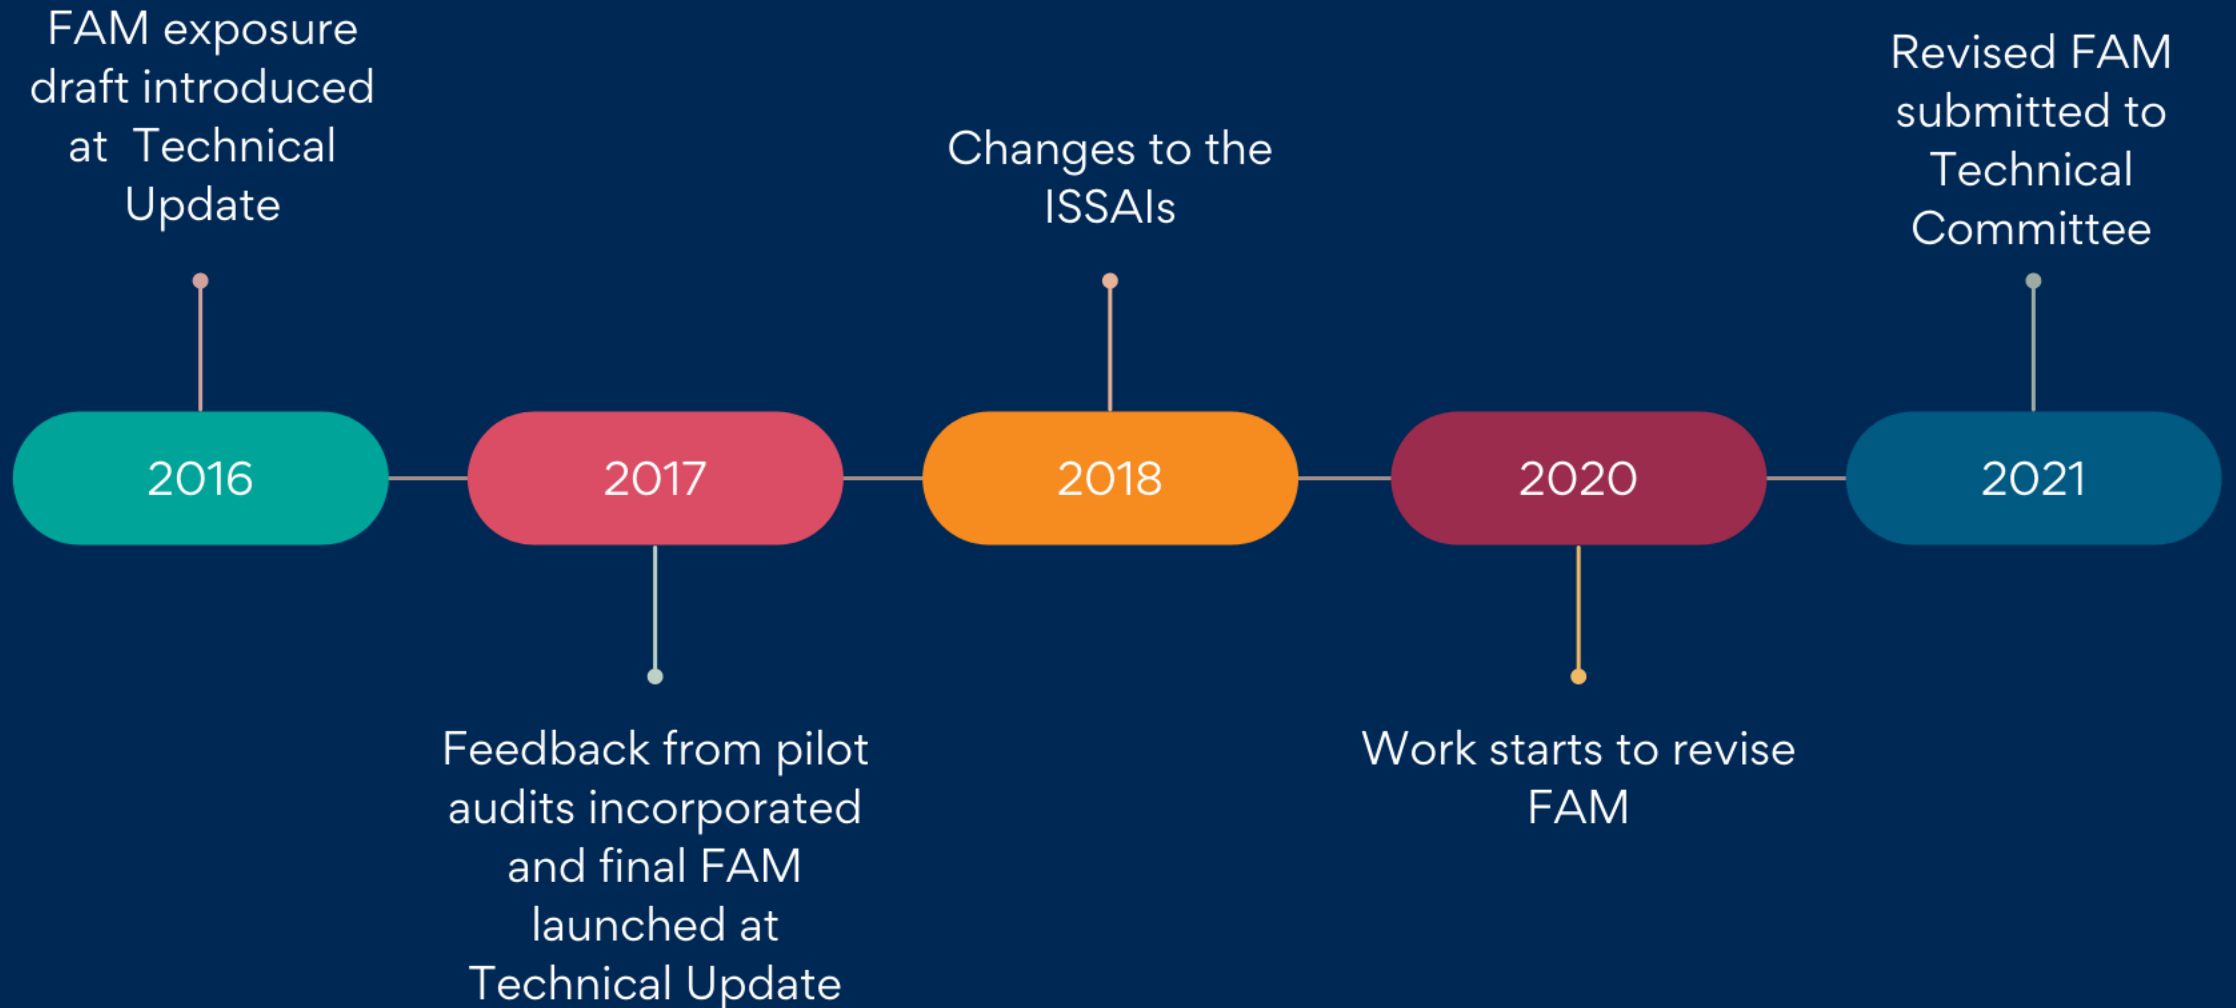 FAM exposure
draft introduced
at Technical
Update
Changes to the
ISSAIs
Revised FAM
submitted to
Technical
Committee
2016
2017
2018
2020
2021
Feedback from pilot
audits incorporated
and final FAM
launched at
Technical Update
Work starts to revise
FAM